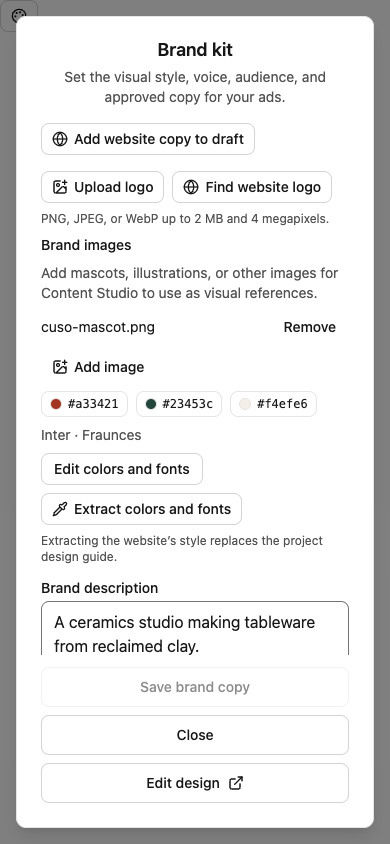 Brand kit
Set the visual style, voice, audience, and
approved copy for your ads.
Add website copy to draft
Upload logo
Find website logo
PNG, JPEG, or WebP up to 2 MB and 4 megapixels.
Brand images
Add mascots, illustrations, or other images for
Content Studio to use as visual references.
cuso-mascot.png
Remove
Add image
#a33421
#23453c
#f4efe6
Inter · Fraunces
Edit colors and fonts
Extract colors and fonts
Extracting the website’s style replaces the project
design guide.
Brand description
A ceramics studio making tableware
from reclaimed clay.
Save brand copy
Close
Edit design